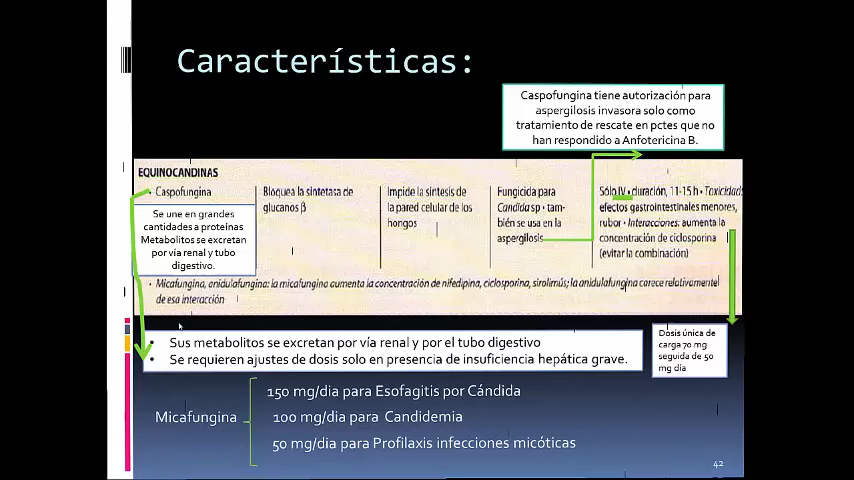 Características:
Caspofungina tiene autorización para
aspergilosis invasora solo como
tratamiento de rescate en pctes que no
han respondido a Anfotericina B.
EQUINOCANDINAS
• Caspofungina
Se une en grandes
cantidades a proteínas
Metabolitos se excretan
por vía renal y tubo
digestivo.
Bloquea la sintetasa de
glucanos β
Impide la síntesis de
la pared celular de los
hongos
Fungicida para
Candida sp • tam-
bién se usa en la
aspergilosis
Sólo IV • duración, 11-15 h • Toxicidad:
efectos gastrointestinales menores,
rubor • Interacciones: aumenta la
concentración de ciclosporina
(evitar la combinación)
• Micafungina, anidulafungina: la micafungina aumenta la concentración de nifedipina, ciclosporina, sirolimús; la anidulafungina carece relativamente
de esa interacción
• Sus metabolitos se excretan por vía renal y por el tubo digestivo
• Se requieren ajustes de dosis solo en presencia de insuficiencia hepática grave.
Dosis única de
carga 70 mg
seguida de 50
mg día
Micafungina
150 mg/dia para Esofagitis por Cándida
100 mg/dia para Candidemia
50 mg/dia para Profilaxis infecciones micóticas
42